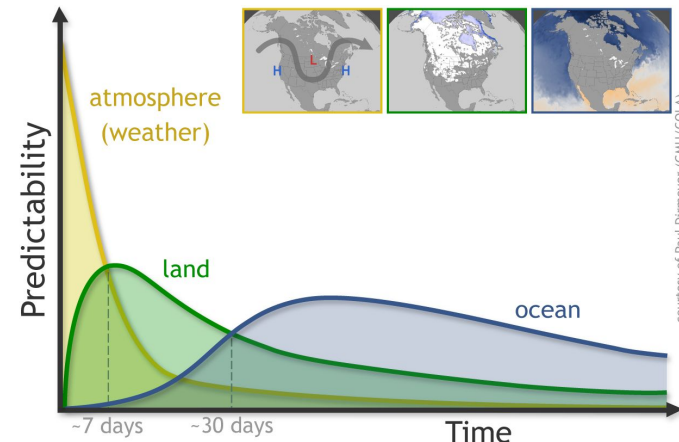 Predictability
atmosphere
(weather)
H
L
H
land
ocean
~7 days
~30 days
Time